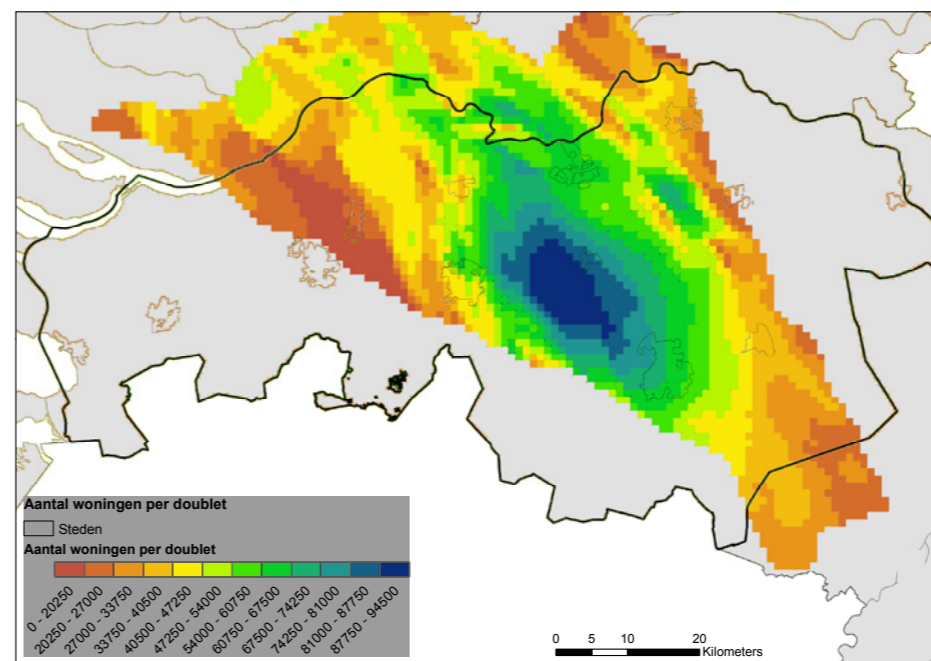 Aantal woningen per doublet
Steden
Aantal woningen per doublet
0 - 20250
20250 - 27000
27000 - 33750
33750 - 40500
40500 - 47250
47250 - 54000
54000 - 60750
60750 - 67500
67500 - 74250
74250 - 81000
81000 - 87750
87750 - 94500
0 5 10 20
Kilometers